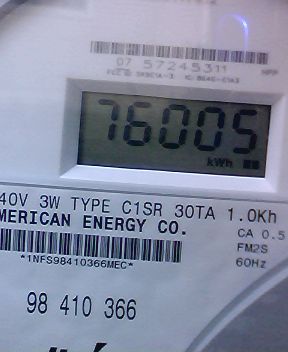 07 57245311
76005
kWh
40V 3W TYPE C1SR 30TA 1.0Kh
MERICAN ENERGY CO.
CA 0.5
FM2S
60Hz
*1NFS98410366MEC*
98 410 366